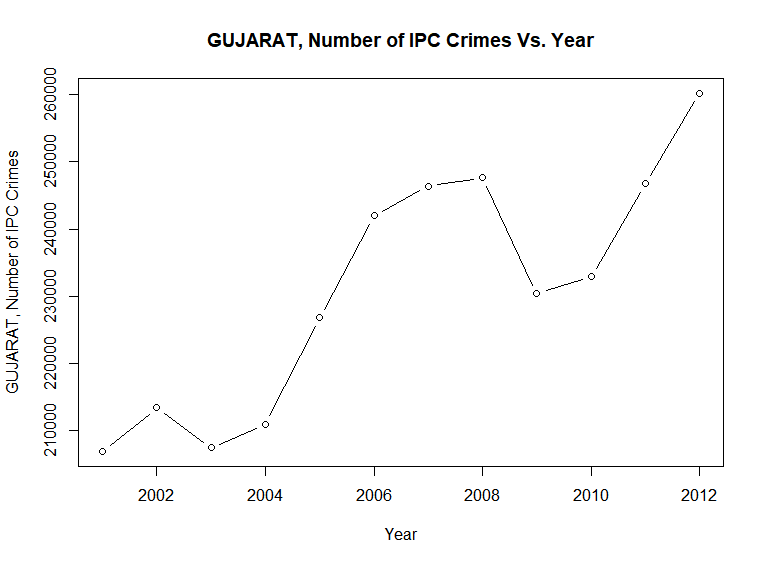 GUJARAT, Number of IPC Crimes Vs. Year
GUJARAT, Number of IPC Crimes
260000
250000
240000
230000
220000
210000
2002 2004 2006 2008 2010 2012
Year